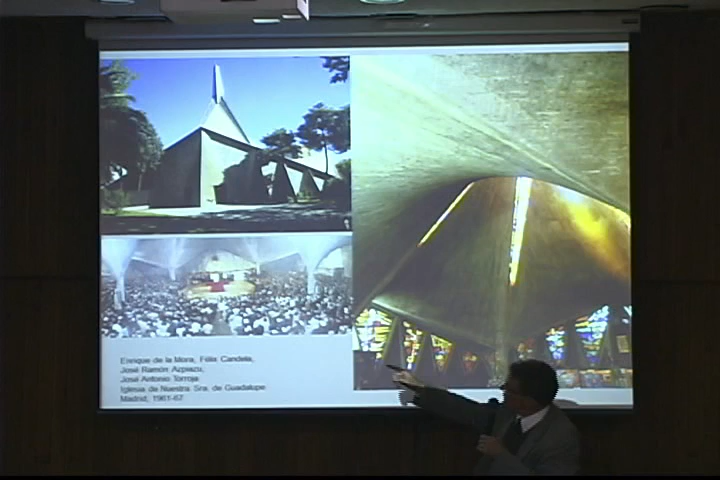 Enrique de la Mora, Félix Candela,
José Ramón Azpiazu,
José Antonio Torroja
Iglesia de Nuestra Sra. de Guadalupe
Madrid, 1961-67